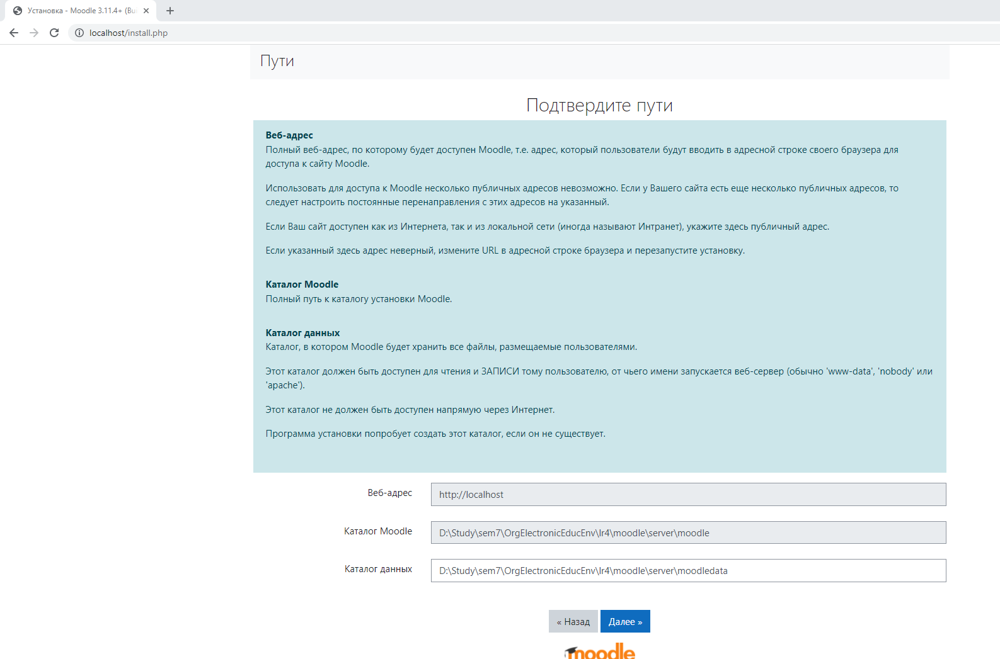 Установка - Moodle 3.11.4+ (Bui
localhost/install.php
Пути
Подтвердите пути
Веб-адрес
Полный веб-адрес, по которому будет доступен Moodle, т.е. адрес, который пользователи будут вводить в адресной строке своего браузера для
доступа к сайту Moodle.
Использовать для доступа к Moodle несколько публичных адресов невозможно. Если у Вашего сайта есть еще несколько публичных адресов, то
следует настроить постоянные перенаправления с этих адресов на указанный.
Если Ваш сайт доступен как из Интернета, так и из локальной сети (иногда называют Интранет), укажите здесь публичный адрес.
Если указанный здесь адрес неверный, измените URL в адресной строке браузера и перезапустите установку.
Каталог Moodle
Полный путь к каталогу установки Moodle.
Каталог данных
Каталог, в котором Moodle будет хранить все файлы, размещаемые пользователями.
Этот каталог должен быть доступен для чтения и ЗАПИСИ тому пользователю, от чьего имени запускается веб-сервер (обычно 'www-data', 'nobody' или
'apache').
Этот каталог не должен быть доступен напрямую через Интернет.
Программа установки попробует создать этот каталог, если он не существует.
Веб-адрес http://localhost
Каталог Moodle D:\Study\sem7\OrgElectronicEducEnv\lr4\moodle\server\moodle
Каталог данных D:\Study\sem7\OrgElectronicEducEnv\lr4\moodle\server\moodledata
« Назад Далее »
moodle